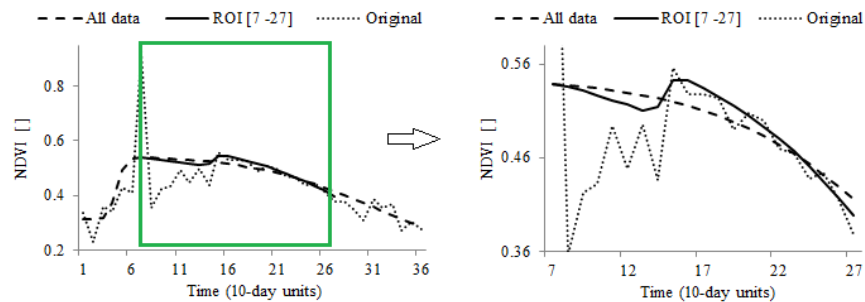 All data ROI [7 -27] Original
0.8
0.6
0.4
0.2
NDVI [ ]
1 6 11 16 21 26 31 36
Time (10-day units)
All data ROI [7 -27] Original
0.56
0.46
0.36
NDVI [ ]
7 12 17 22 27
Time (10-day units)